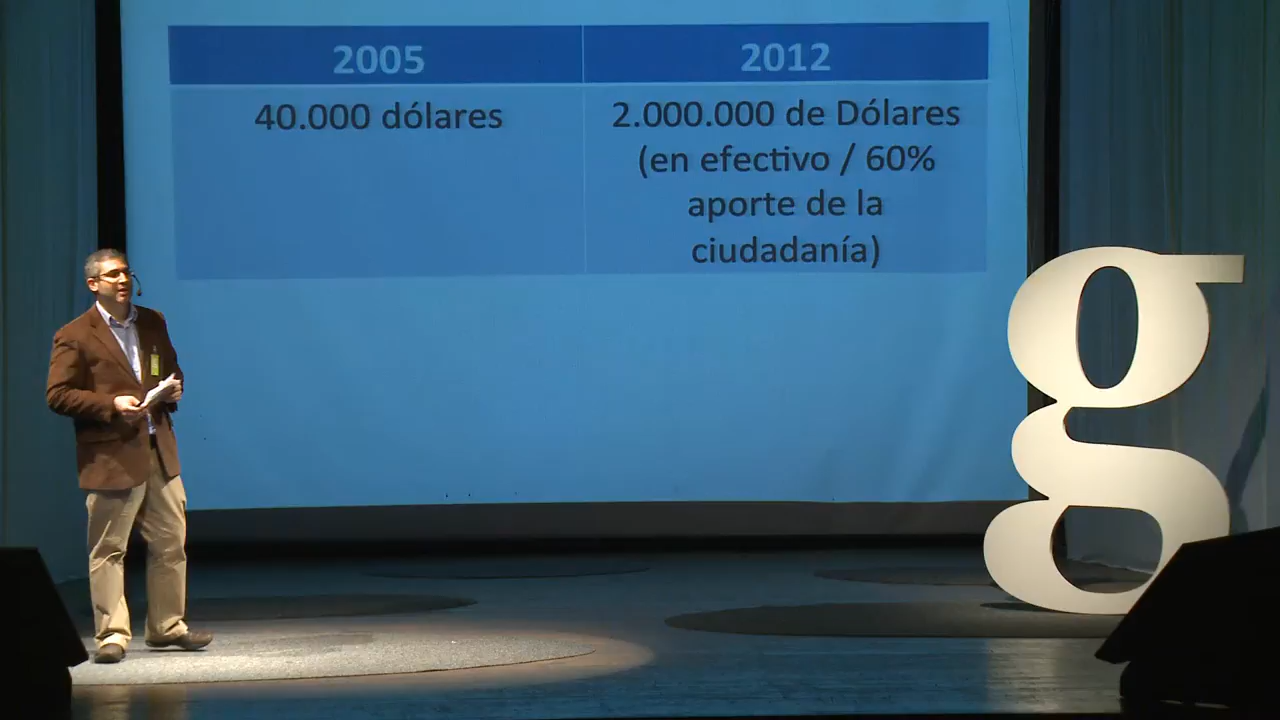 2005
2012
40.000 dólares
2.000.000 de Dólares
(en efectivo / 60%
aporte de la
ciudadanía)
g